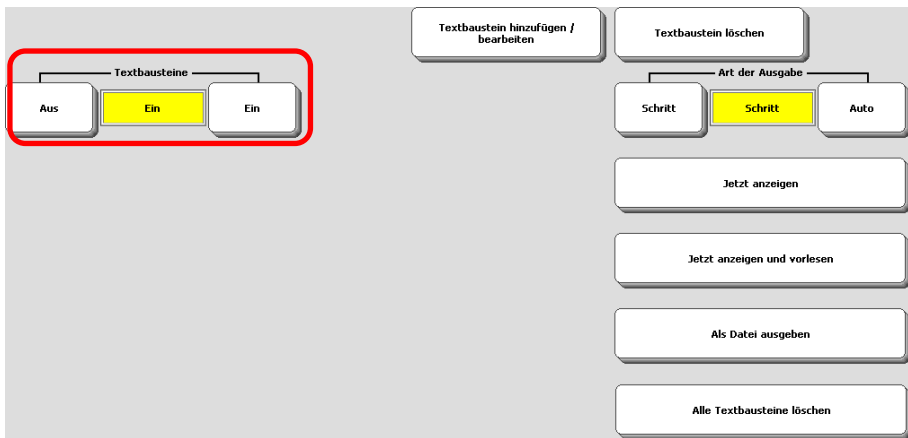 Textbaustein hinzufügen /
bearbeiten
Textbaustein löschen
Textbausteine
Aus
Ein
Ein
Art der Ausgabe
Schritt
Schritt
Auto
Jetzt anzeigen
Jetzt anzeigen und vorlesen
Als Datei ausgeben
Alle Textbausteine löschen